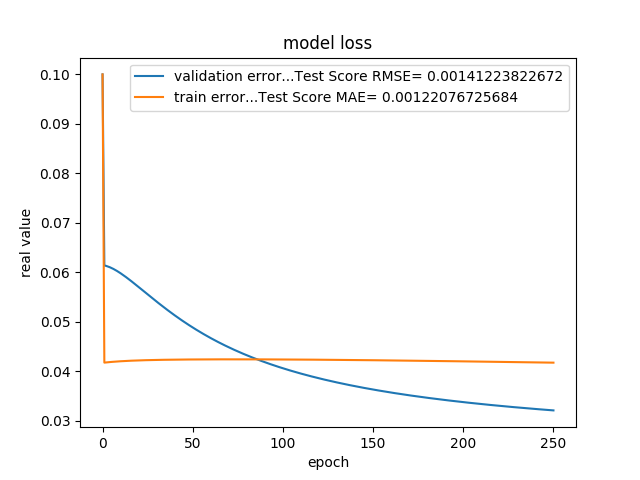 model loss
validation error...Test Score RMSE= 0.00141223822672
train error...Test Score MAE= 0.00122076725684
real value
0.10
0.09
0.08
0.07
0.06
0.05
0.04
0.03
0 50 100 150 200 250
epoch